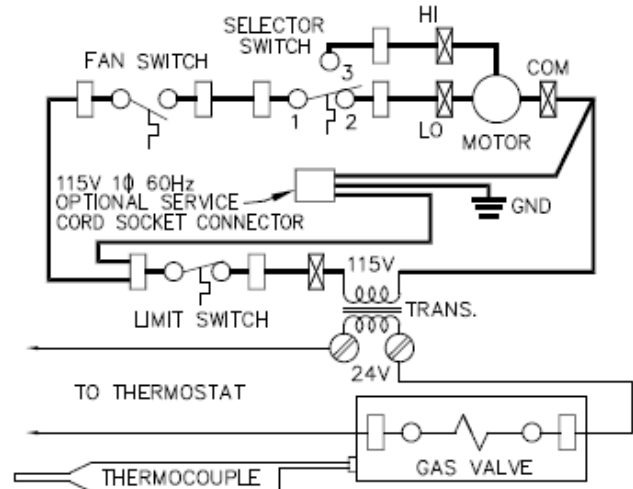 SELECTOR
SWITCH
HI
FAN SWITCH
3
COM
1
2
LO
MOTOR
115V 1ϕ 60Hz
OPTIONAL SERVICE
CORD SOCKET CONNECTOR
GND
115V
LIMIT SWITCH
TRANS.
24V
TO THERMOSTAT
THERMOCOUPLE
GAS VALVE